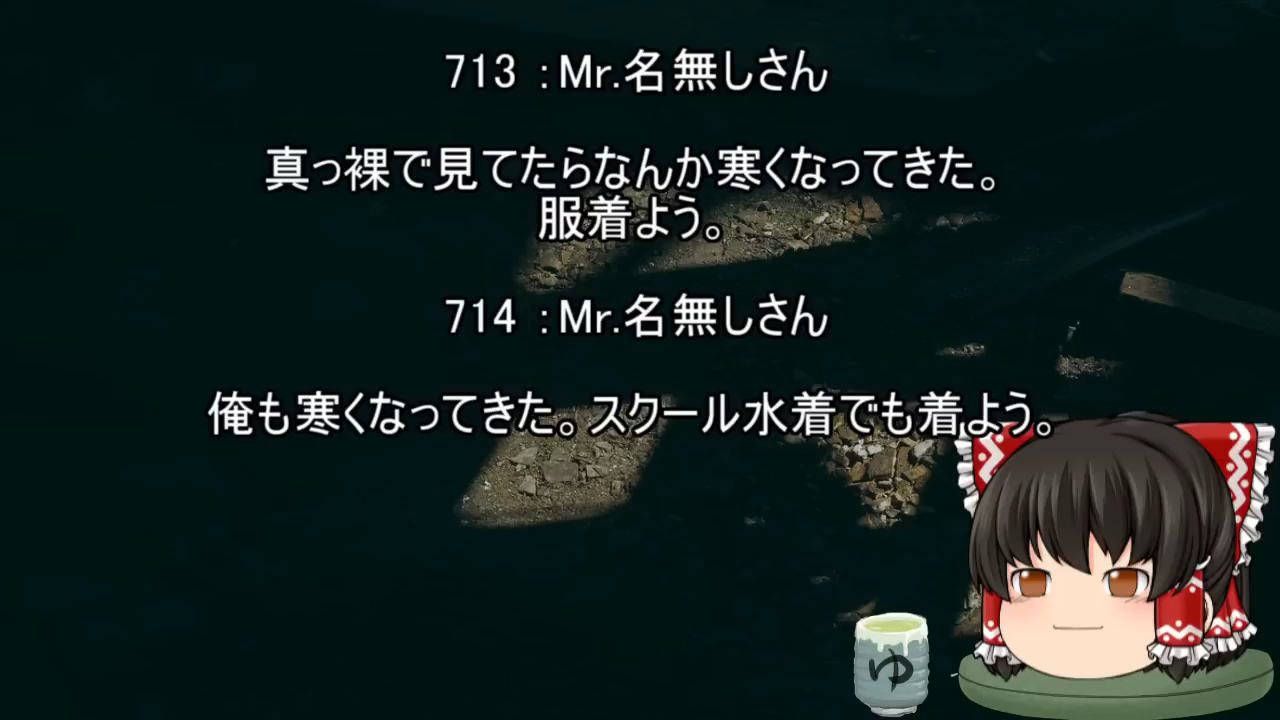 713 :Mr.名無しさん
真っ裸で見てたらなんか寒くなってきた。
服着よう。
714 :Mr.名無しさん
俺も寒くなってきた。スクール水着でも着よう。
ゆ